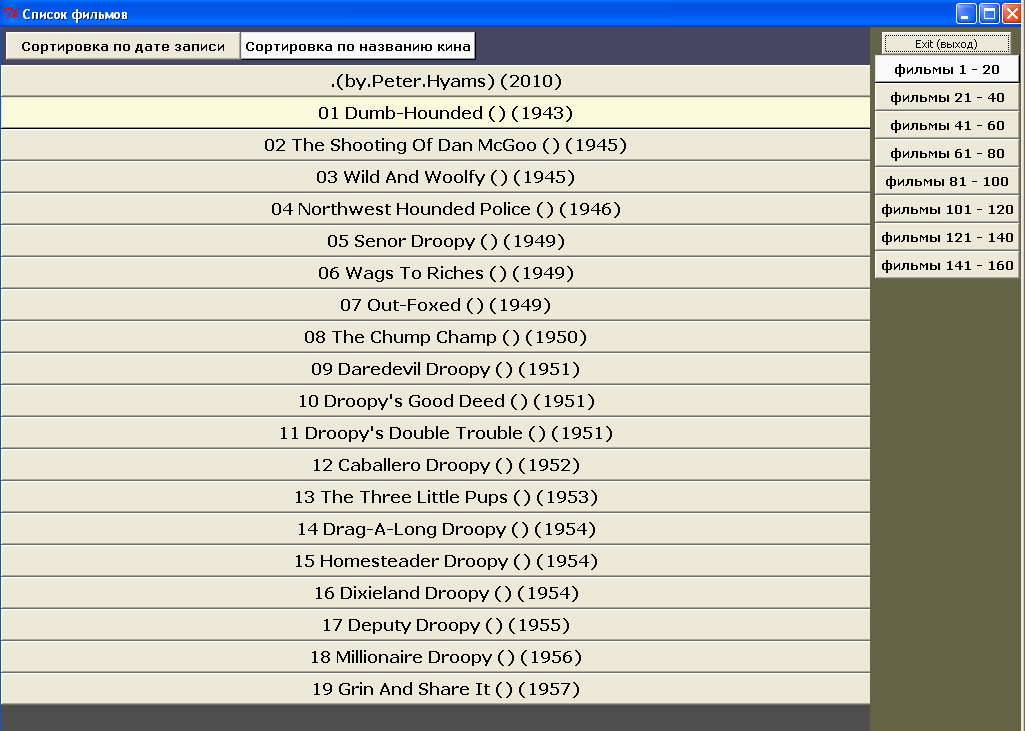 Список фильмов
Сортировка по дате записи
Сортировка по названию кина
.(by.Peter.Hyams) (2010)
01 Dumb-Hounded () (1943)
02 The Shooting Of Dan McGoo () (1945)
03 Wild And Woolfy () (1945)
04 Northwest Hounded Police () (1946)
05 Senor Droopy () (1949)
06 Wags To Riches () (1949)
07 Out-Foxed () (1949)
08 The Chump Champ () (1950)
09 Daredevil Droopy () (1951)
10 Droopy's Good Deed () (1951)
11 Droopy's Double Trouble () (1951)
12 Caballero Droopy () (1952)
13 The Three Little Pups () (1953)
14 Drag-A-Long Droopy () (1954)
15 Homesteader Droopy () (1954)
16 Dixieland Droopy () (1954)
17 Deputy Droopy () (1955)
18 Millionaire Droopy () (1956)
19 Grin And Share It () (1957)
Exit (выход)
фильмы 1 - 20
фильмы 21 - 40
фильмы 41 - 60
фильмы 61 - 80
фильмы 81 - 100
фильмы 101 - 120
фильмы 121 - 140
фильмы 141 - 160